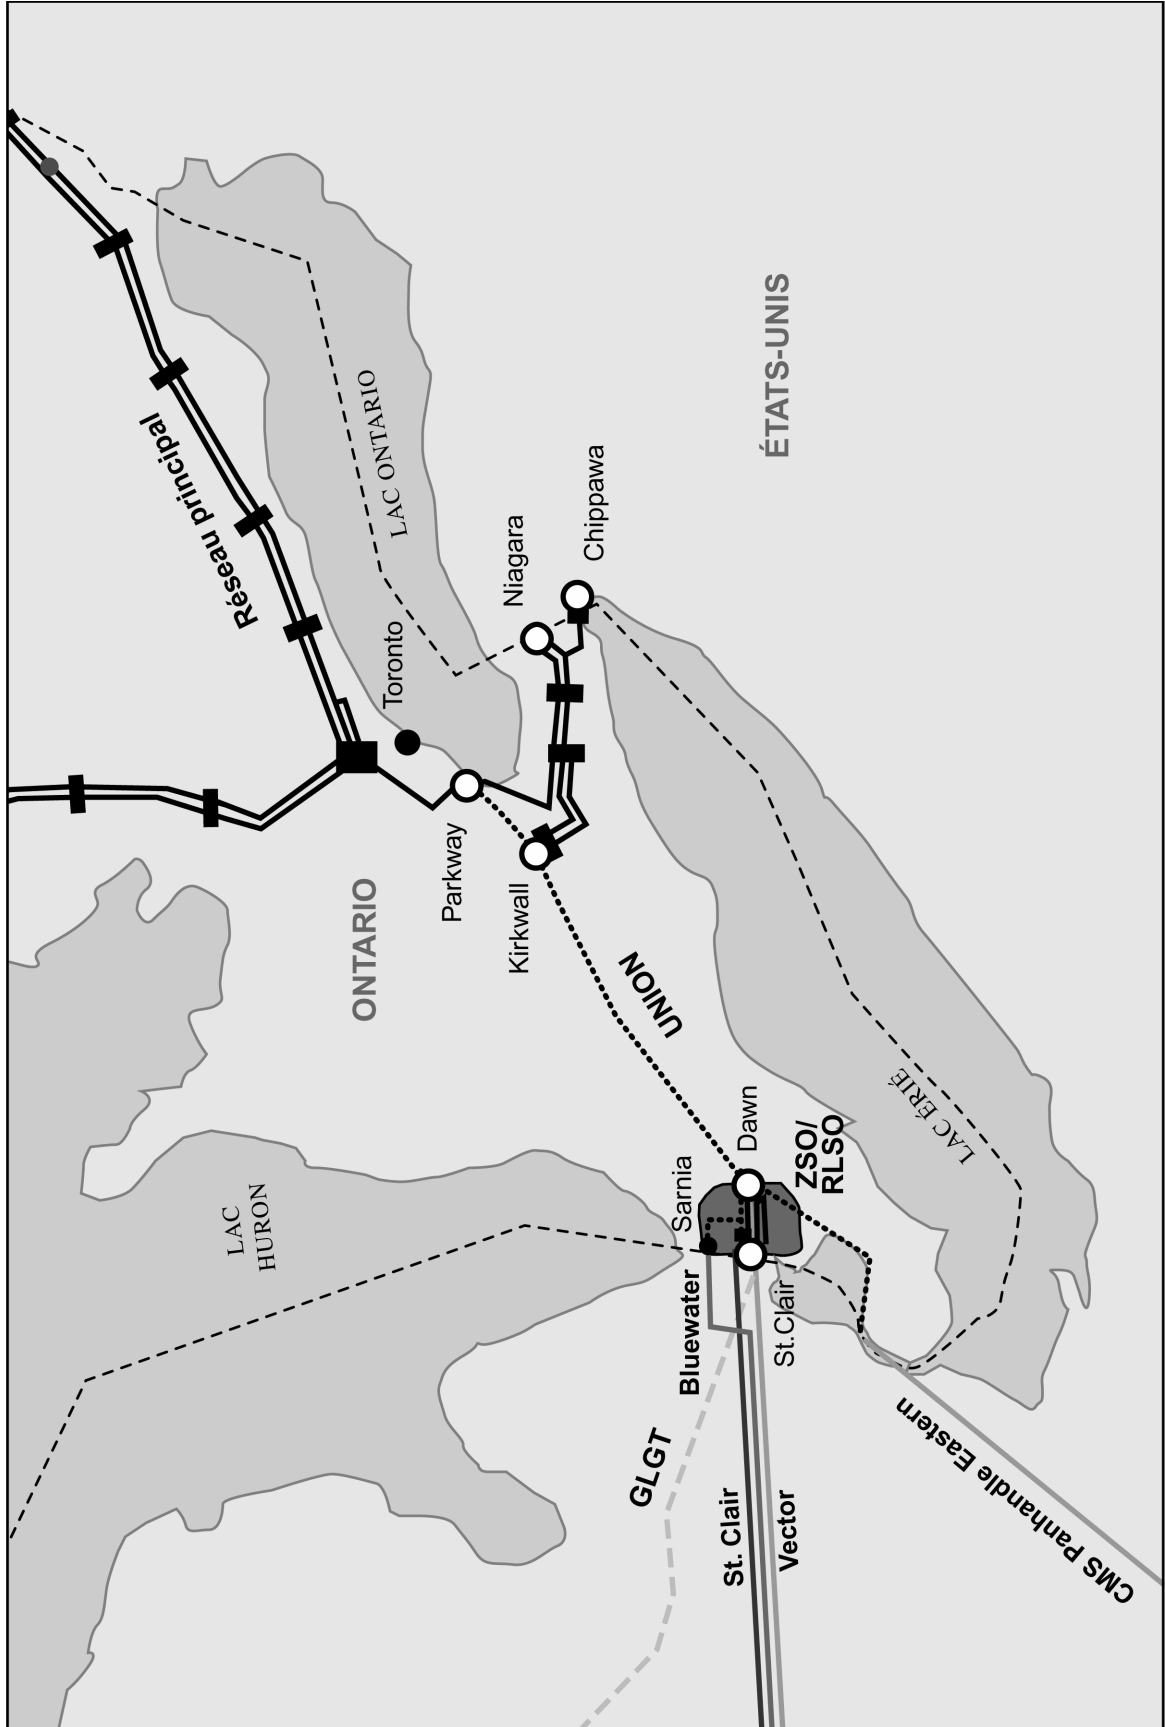 Réseau principal
LAC ONTARIO
ÉTATS-UNIS
Toronto
Niagara
Chippawa
Parkway
Kirkwall
ONTARIO
UNION
LAC
HURON
Sarnia
Dawn
ZSO/
RLSO
LAC ÉRIÉ
Bluewater
St.Clair
GLGT
St. Clair
Vector
CMS Panhandle Eastern